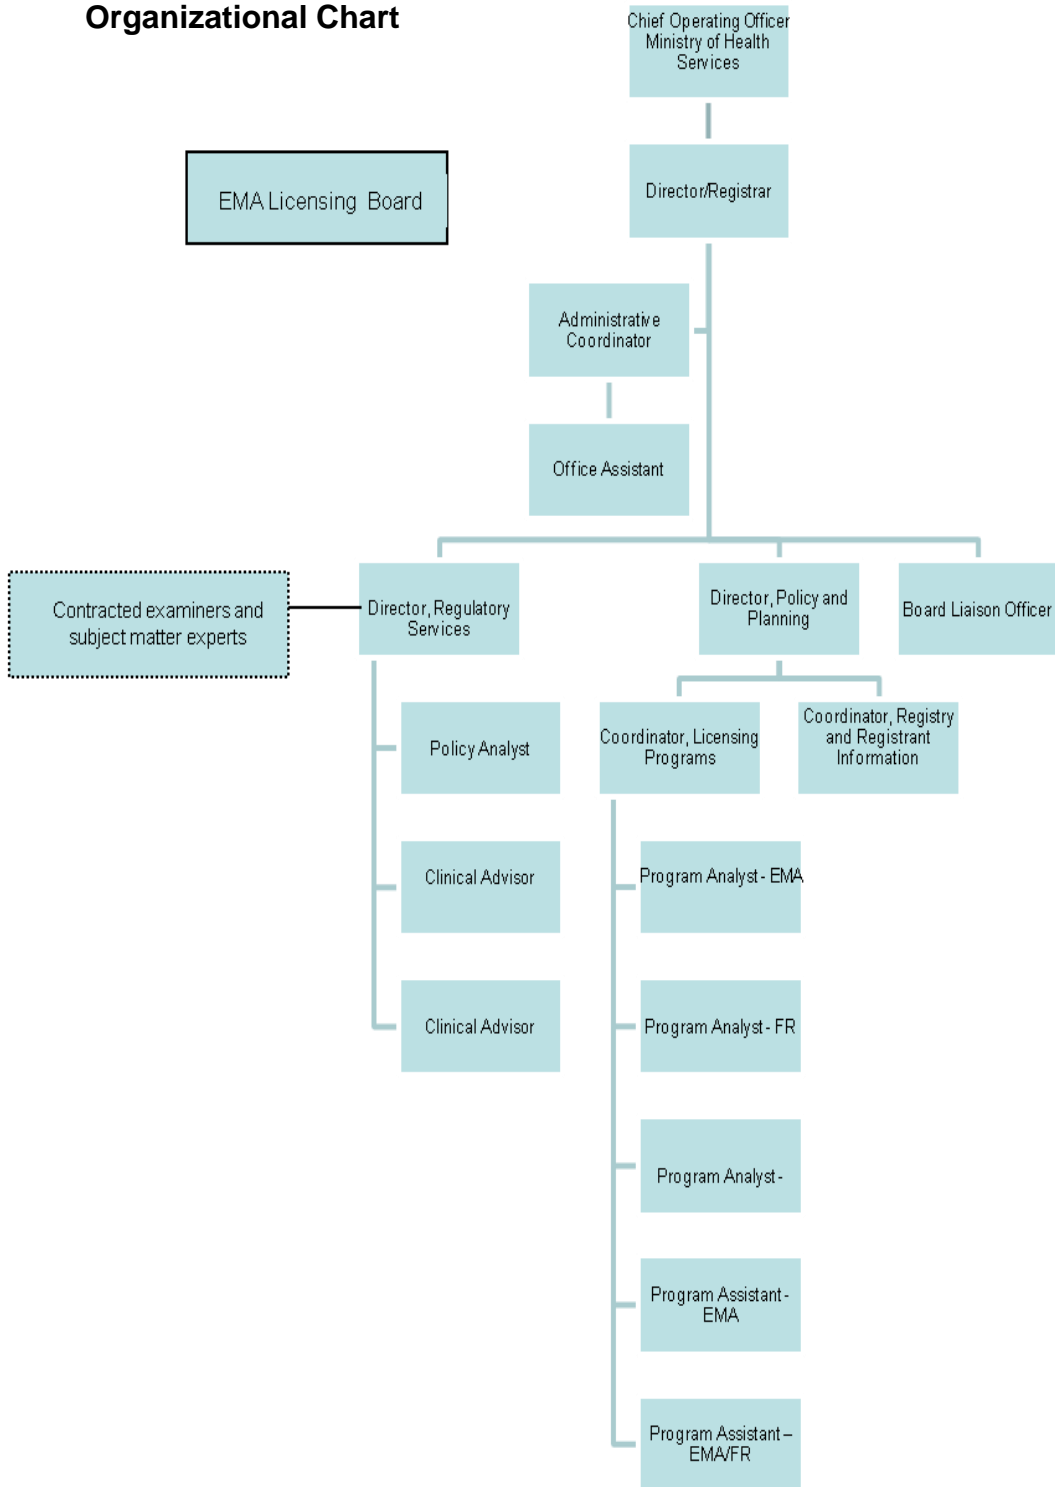 Organizational Chart
Chief Operating Officer
Ministry of Health
Services
EMA Licensing Board
Director/Registrar
Administrative
Coordinator
Office Assistant
Contracted examiners and
subject matter experts
Director, Regulatory
Services
Director, Policy and
Planning
Board Liaison Officer
Policy Analyst
Clinical Advisor
Clinical Advisor
Coordinator, Licensing
Programs
Coordinator, Registry
and Registrant
Information
Program Analyst - EMA
Program Analyst - FR
Program Analyst -
Program Assistant -
EMA
Program Assistant –
EMA/FR